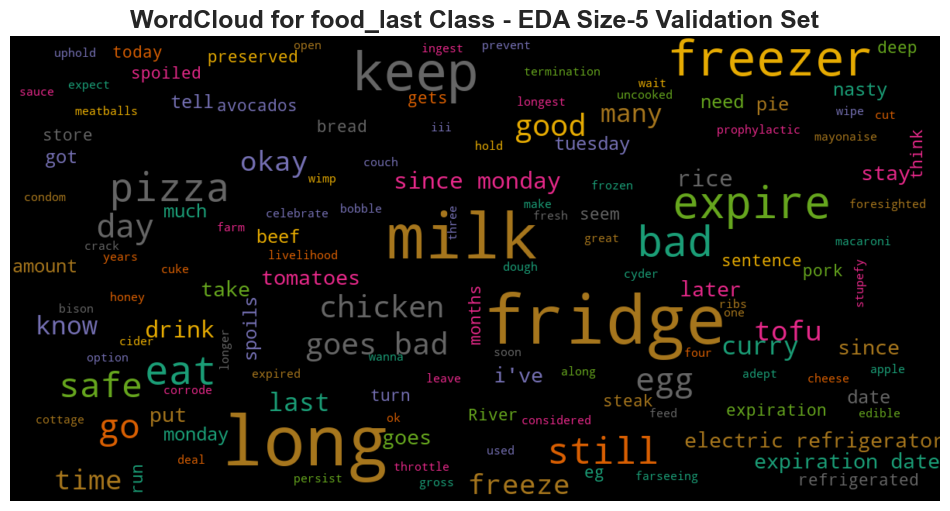 WordCloud for food_last Class - EDA Size-5 Validation Set
uphold today preserved open ingest prevent deep
keep freezer
sauce expect spoiled termination wait nasty
meatballs tell avocados gets longest uncooked need pie wipe cut
store bread iii good many prophylactic mayonaise
got okay couch hold tuesday think
condom pizza wimp since monday frozen rice stay
much celebrate bobble three make fresh seem expire foresighted
day farm milk great bad macaroni
crack beef
amount years cuke livelihood dough cyder sentence pork stupefy
bison honey take tomatoes months later
know drink spoils chicken fridge ribs one tofu
cider longer goes bad soon four curry since
option wanna along adept cheese apple
safe eat corrode expired leave i've egg date
cottage put last turn steak feed expiration edible
go monday ok River considered
deal long goes used still electric refrigerator
time run persist throttle gross freeze eg farseeing expiration date
refrigerated